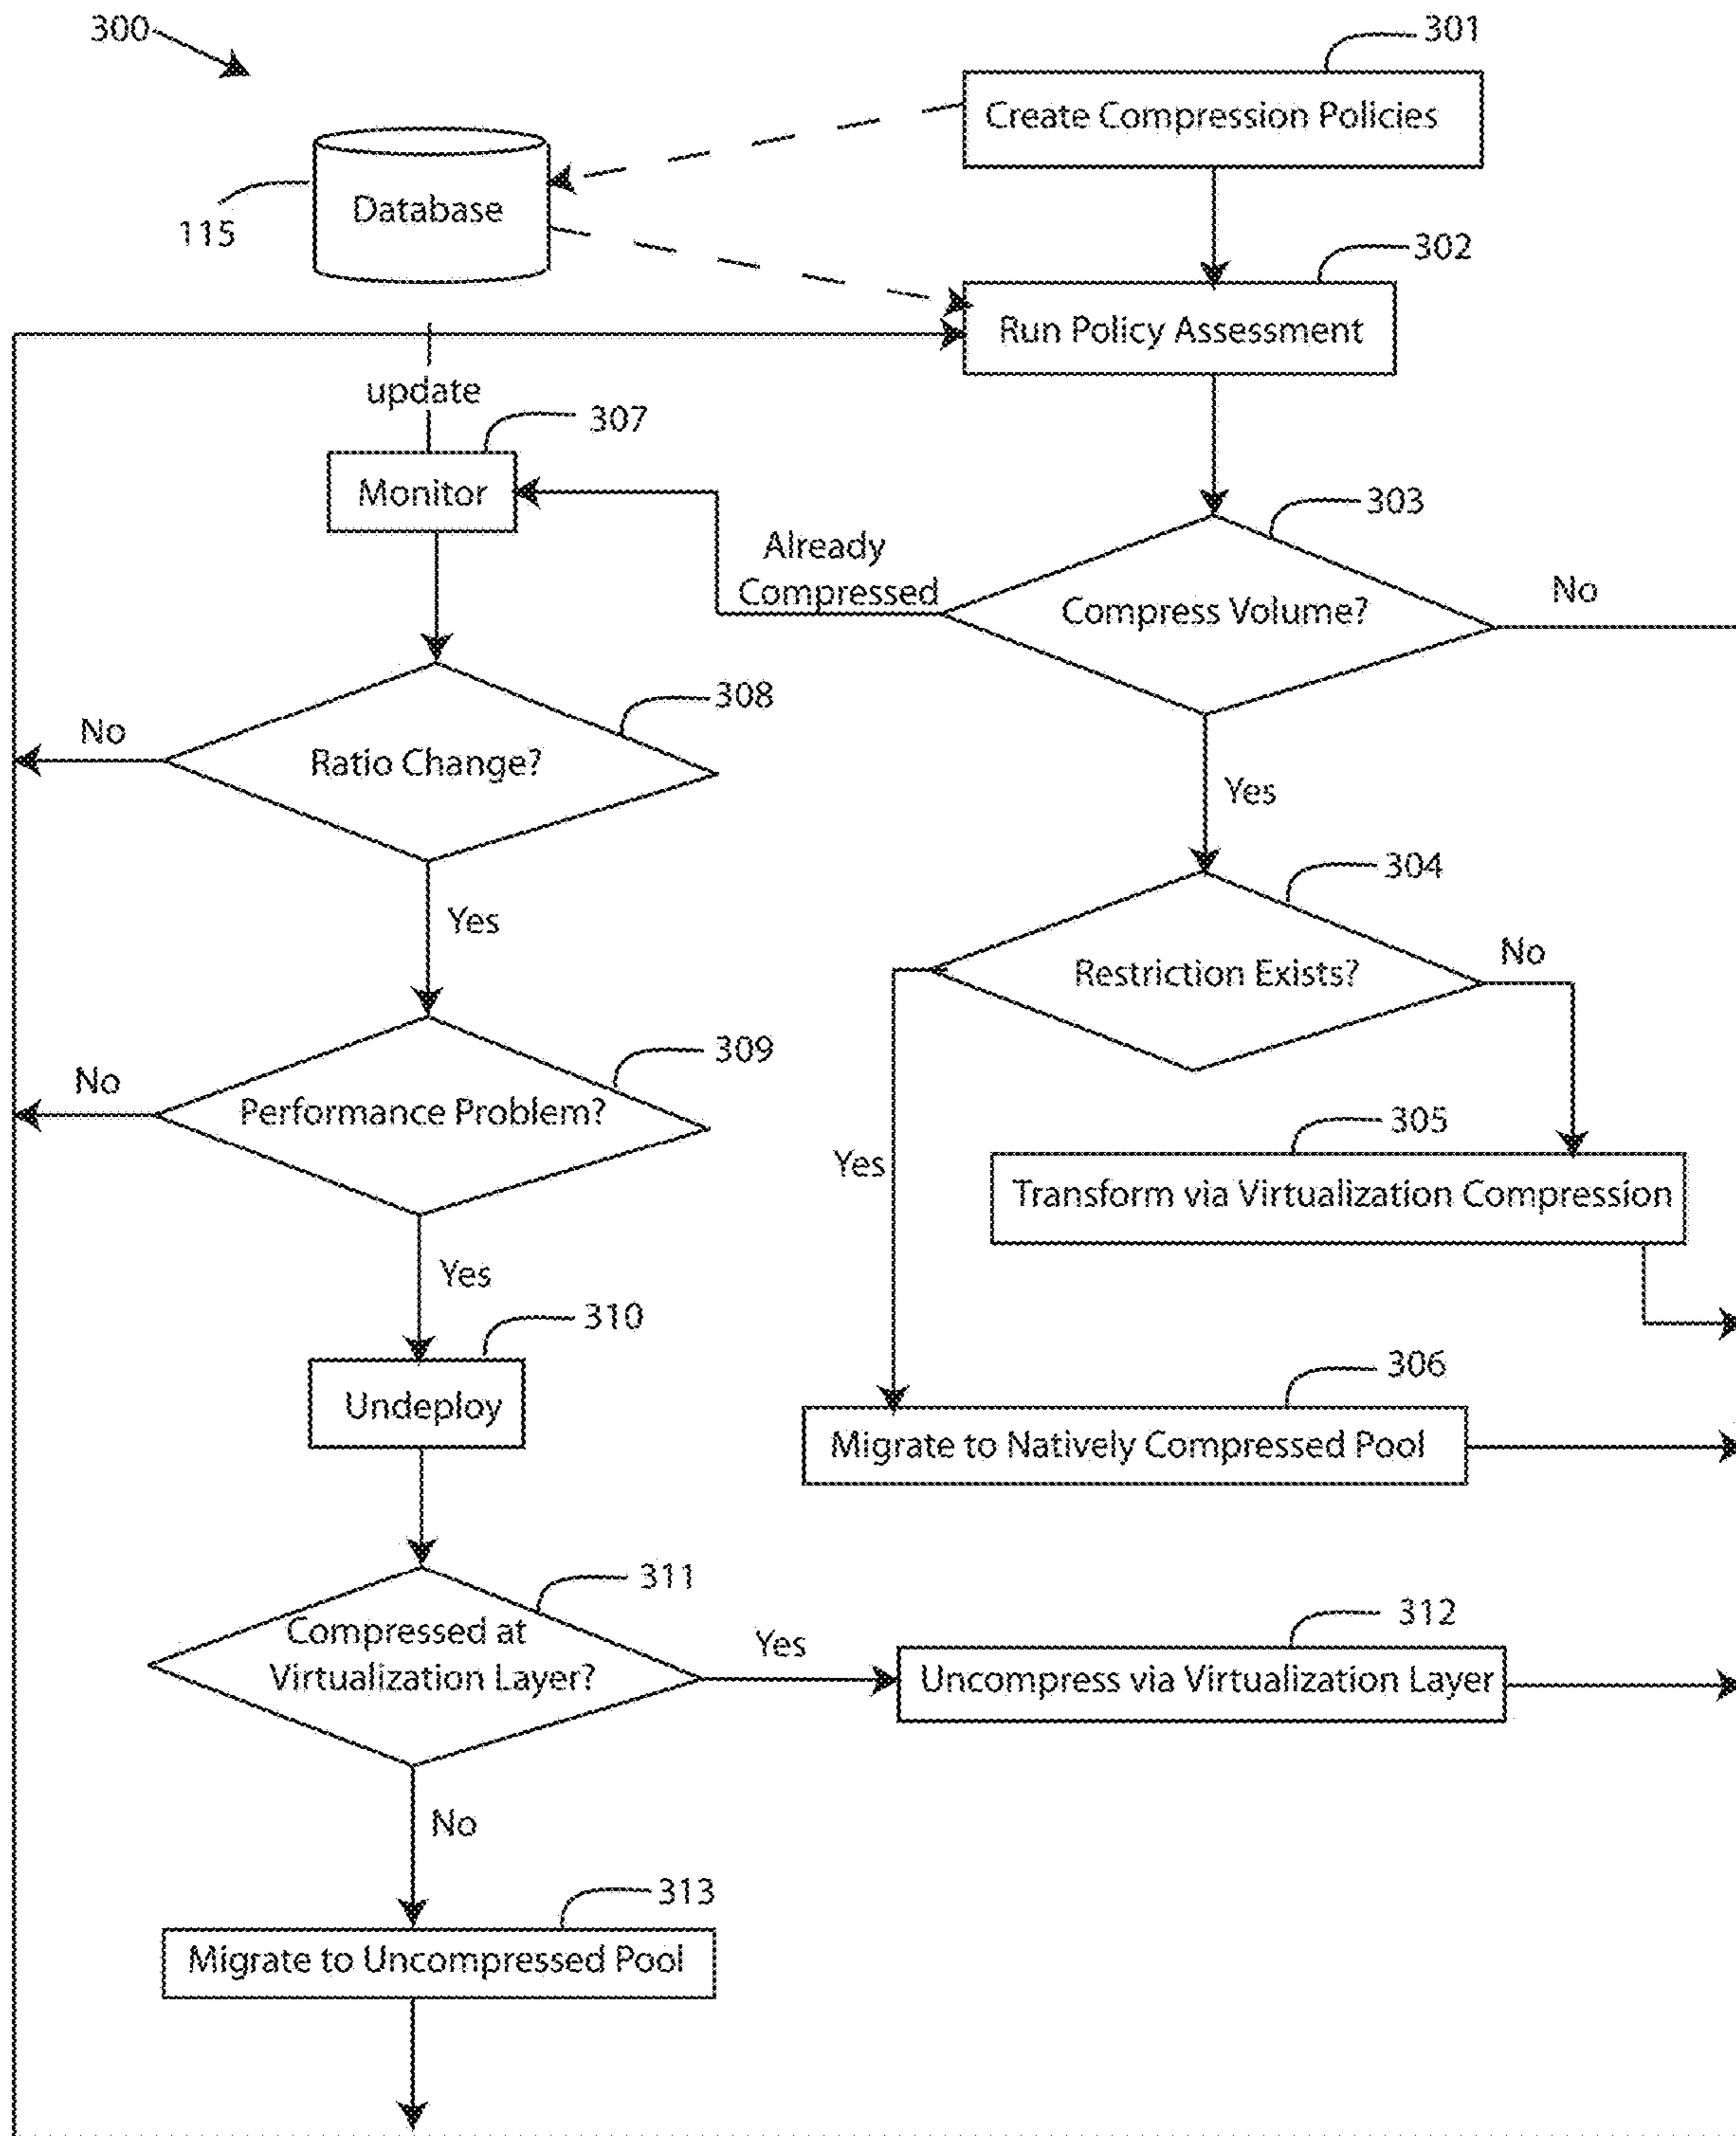 300
301
Create Compression Policies
Database
115
302
Run Policy Assessment
update
307
Monitor
303
Already
Compressed
Compress Volume?
No
308
No
Ratio Change?
Yes
Yes
304
Restriction Exists?
No
309
No
Performance Problem?
305
Yes
Transform via Virtualization Compression
Yes
310
306
Undeploy
Migrate to Natively Compressed Pool
311
Compressed at
Virtualization Layer?
Yes
312
Uncompress via Virtualization Layer
No
313
Migrate to Uncompressed Pool